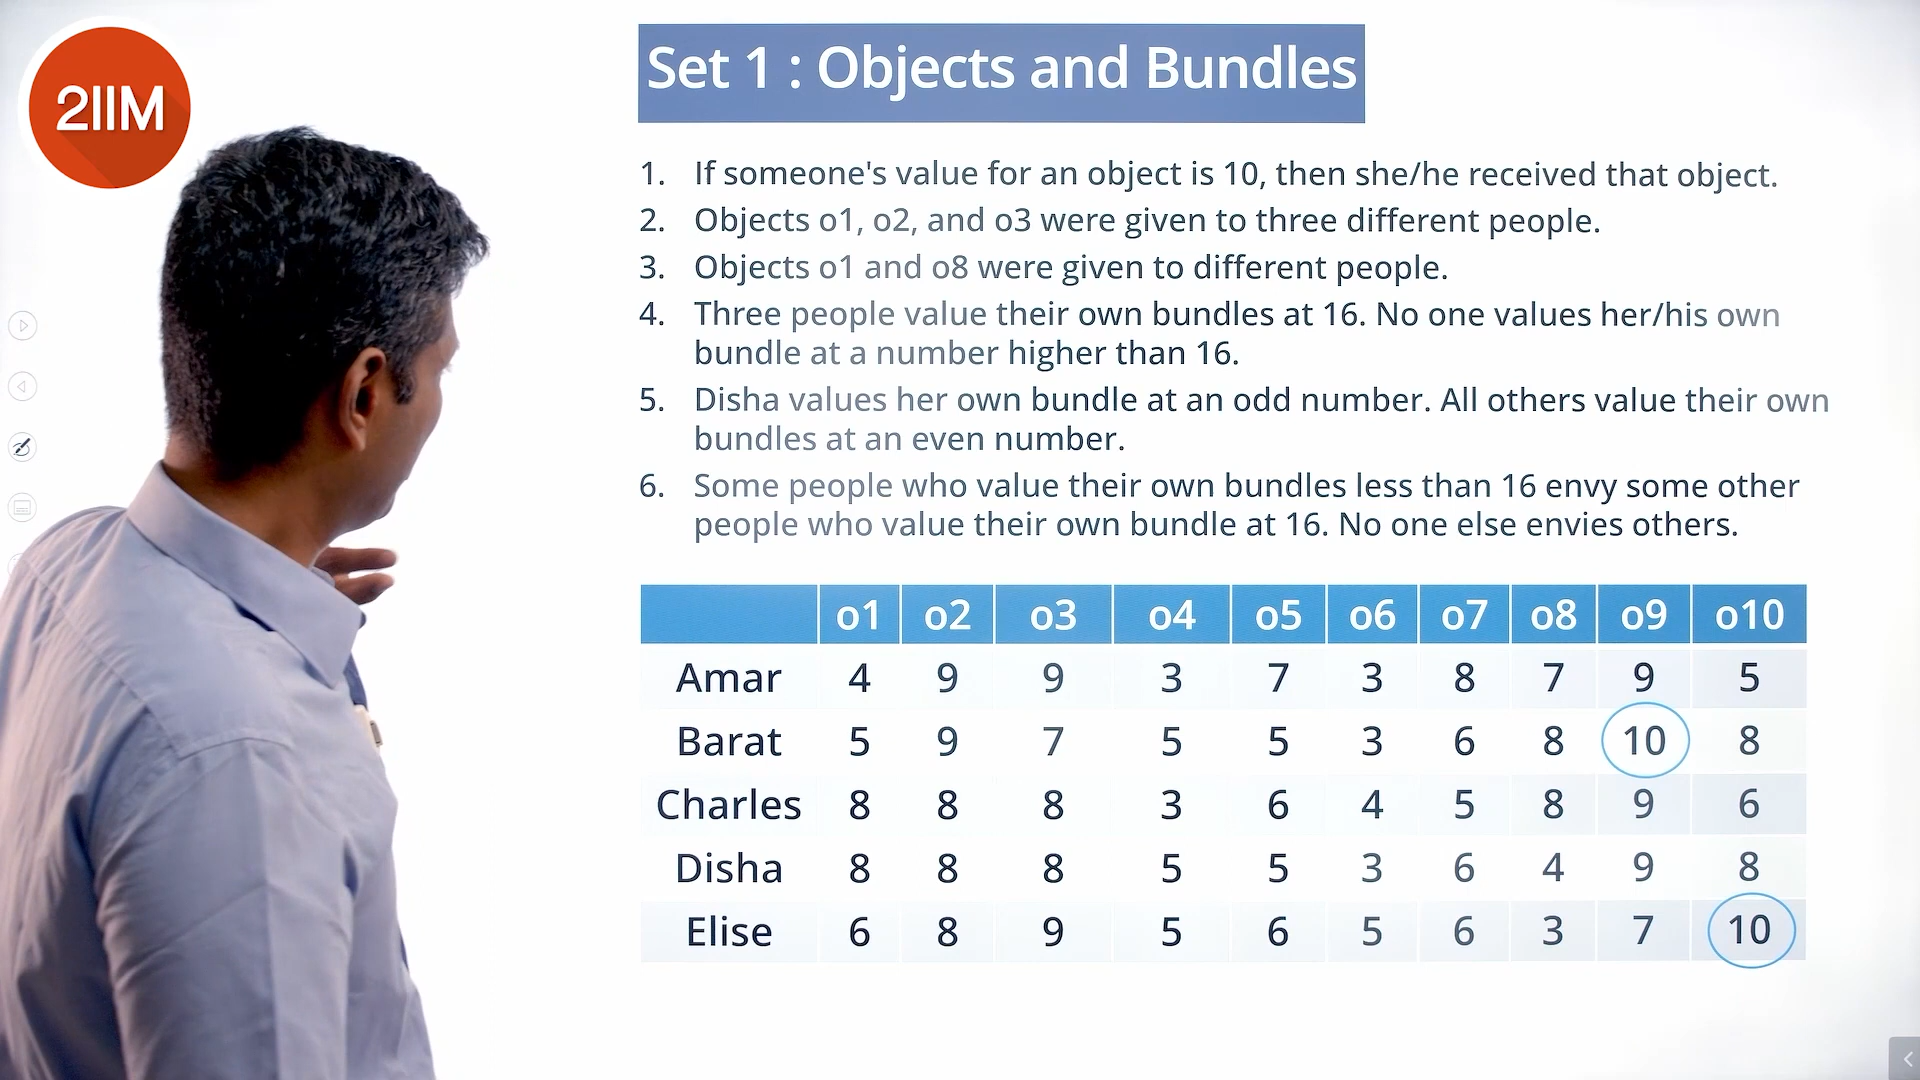 2IIM
Set 1 : Objects and Bundles
1. If someone's value for an object is 10, then she/he received that object.
2. Objects o1, o2, and o3 were given to three different people.
3. Objects o1 and o8 were given to different people.
4. Three people value their own bundles at 16. No one values her/his own
bundle at a number higher than 16.
5. Disha values her own bundle at an odd number. All others value their own
bundles at an even number.
6. Some people who value their own bundles less than 16 envy some other
people who value their own bundle at 16. No one else envies others.
o1 o2 o3 o4 o5 o6 o7 o8 o9 o10
Amar 4 9 9 3 7 3 8 7 9 5
Barat 5 9 7 5 5 3 6 8 10 8
Charles 8 8 8 3 6 4 5 8 9 6
Disha 8 8 8 5 5 3 6 4 9 8
Elise 6 8 9 5 6 5 6 3 7 10